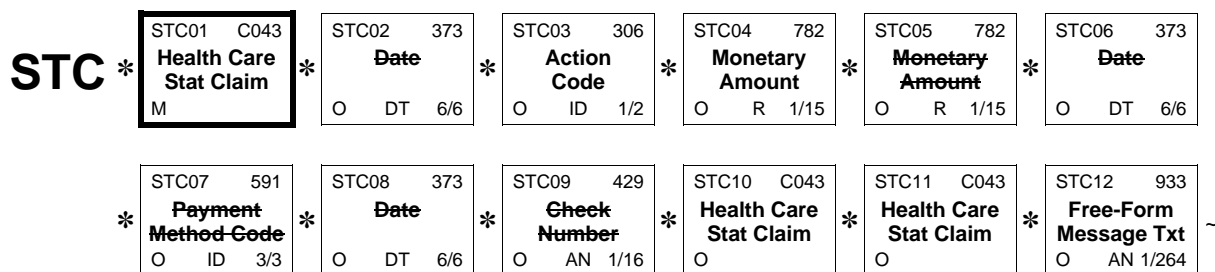 STC * STC01 C043 Health Care Stat Claim M * STC02 373 Date O DT 6/6 * STC03 306 Action Code O ID 1/2 * STC04 782 Monetary Amount O R 1/15 * STC05 782 Monetary Amount O R 1/15 * STC06 373 Date O DT 6/6
* STC07 591 Payment Method Code O ID 3/3 * STC08 373 Date O DT 6/6 * STC09 429 Check Number O AN 1/16 * STC10 C043 Health Care Stat Claim O * STC11 C043 Health Care Stat Claim O * STC12 933 Free-Form Message Txt O AN 1/264 ~